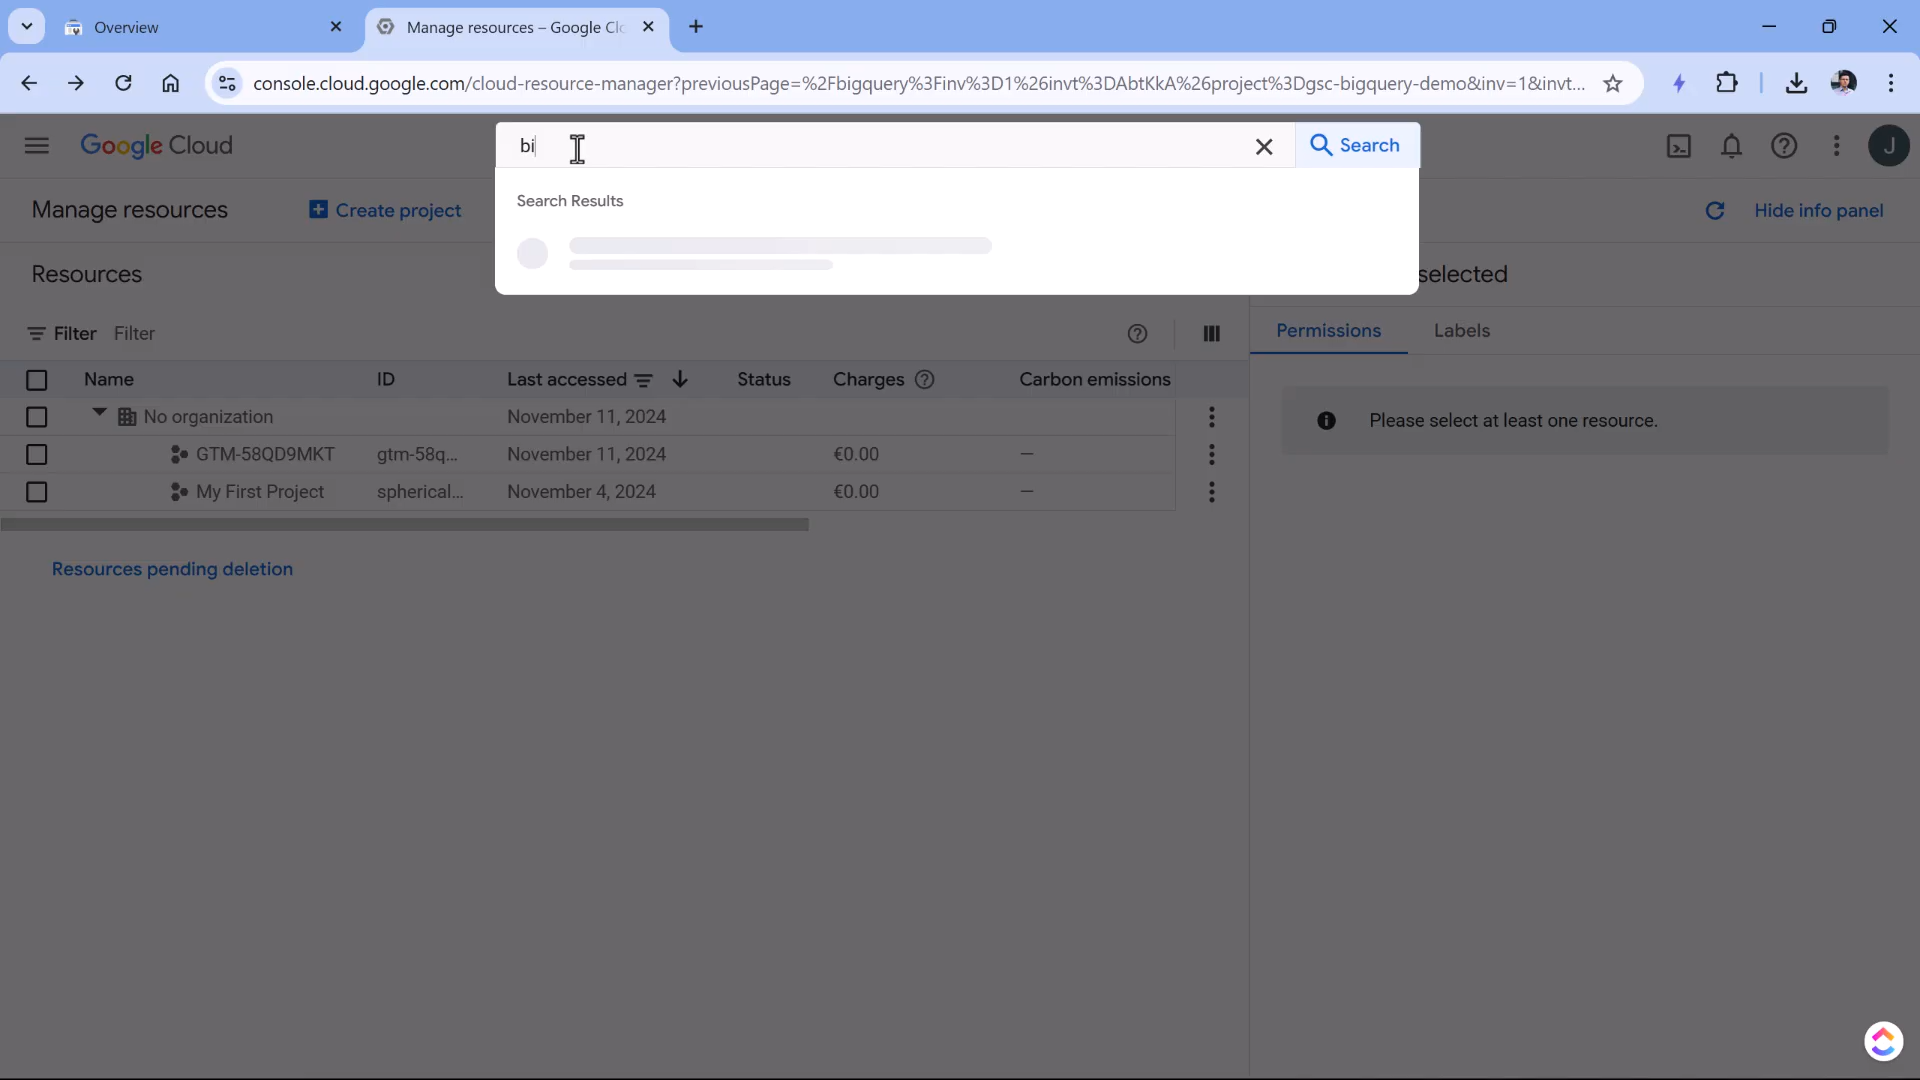 Overview
Manage resources – Google Clo
console.cloud.google.com/cloud-resource-manager?previousPage=%2Fbigquery%3Finv%3D1%26invt%3DAbtKkA%26project%3Dgsc-bigquery-demo&inv=1&invt...
Google Cloud
bi
Search
J
Manage resources
Create project
Search Results
Hide info panel
Resources
selected
Filter Filter
Permissions
Labels
Name ID Last accessed Status Charges Carbon emissions
No organization November 11, 2024
Please select at least one resource.
GTM-58QD9MKT gtm-58q... November 11, 2024 €0.00 —
My First Project spherical... November 4, 2024 €0.00 —
Resources pending deletion